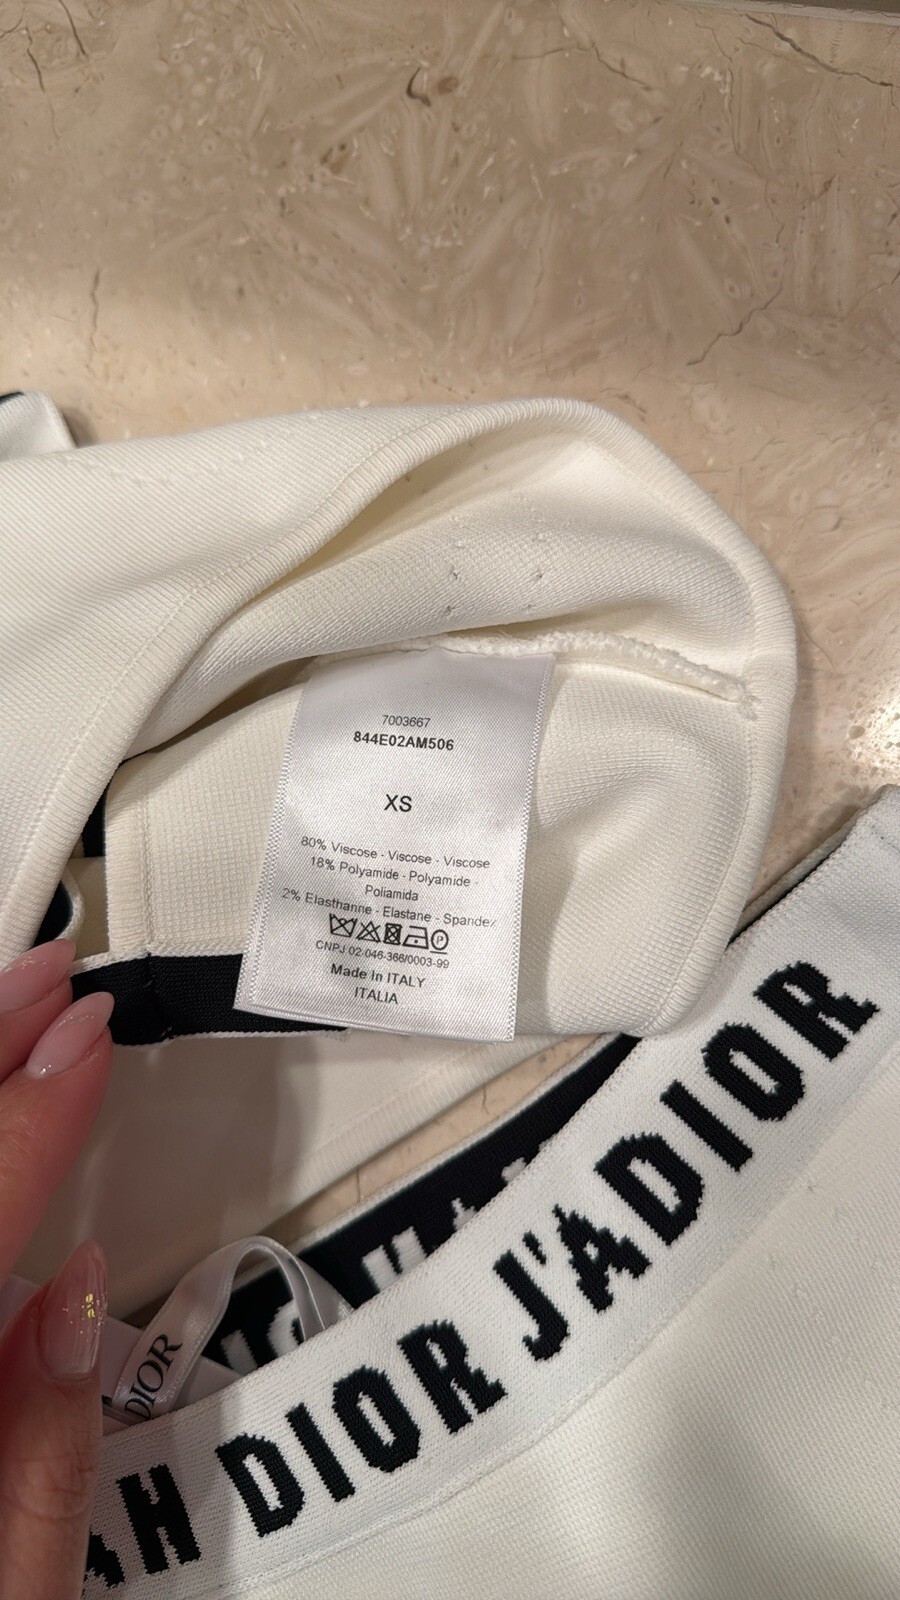 7003667
844E02AM506
XS
80% Viscose - Viscose - Viscose
18% Polyamide - Polyamide -
Poliamida
2% Elasthanne - Elastane - Spandex
CNPJ 02-046-366/0003-99
Made In ITALY
ITALIA
J'ADIOR
DIOR
AH
DIOR